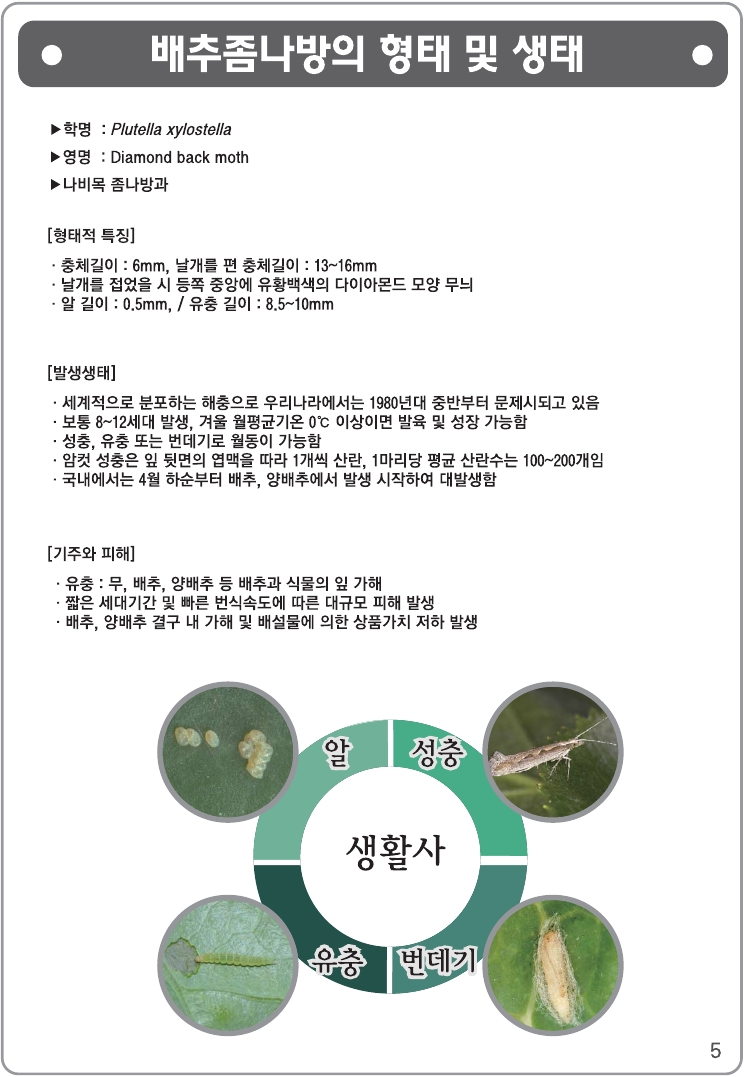 배추좀나방의 형태 및 생태
▶학명 : Plutella xylostella
▶영명 : Diamond back moth
▶나비목 좀나방과
[형태적 특징]
· 충체길이 : 6mm, 날개를 편 충체길이 : 13~16mm
· 날개를 접었을 시 등쪽 중앙에 유황백색의 다이아몬드 모양 무늬
· 알 길이 : 0.5mm, / 유충 길이 : 8.5~10mm
[발생생태]
· 세계적으로 분포하는 해충으로 우리나라에서는 1980년대 중반부터 문제시되고 있음
· 보통 8~12세대 발생, 겨울 월평균기온 0℃ 이상이면 발육 및 성장 가능함
· 성충, 유충 또는 번데기로 월동이 가능함
· 암컷 성충은 잎 뒷면의 엽맥을 따라 1개씩 산란, 1마리당 평균 산란수는 100~200개임
· 국내에서는 4월 하순부터 배추, 양배추에서 발생 시작하여 대발생함
[기주와 피해]
· 유충 : 무, 배추, 양배추 등 배추과 식물의 잎 가해
· 짧은 세대기간 및 빠른 번식속도에 따른 대규모 피해 발생
· 배추, 양배추 결구 내 가해 및 배설물에 의한 상품가치 저하 발생
알 성충
생활사
유충 번데기
5